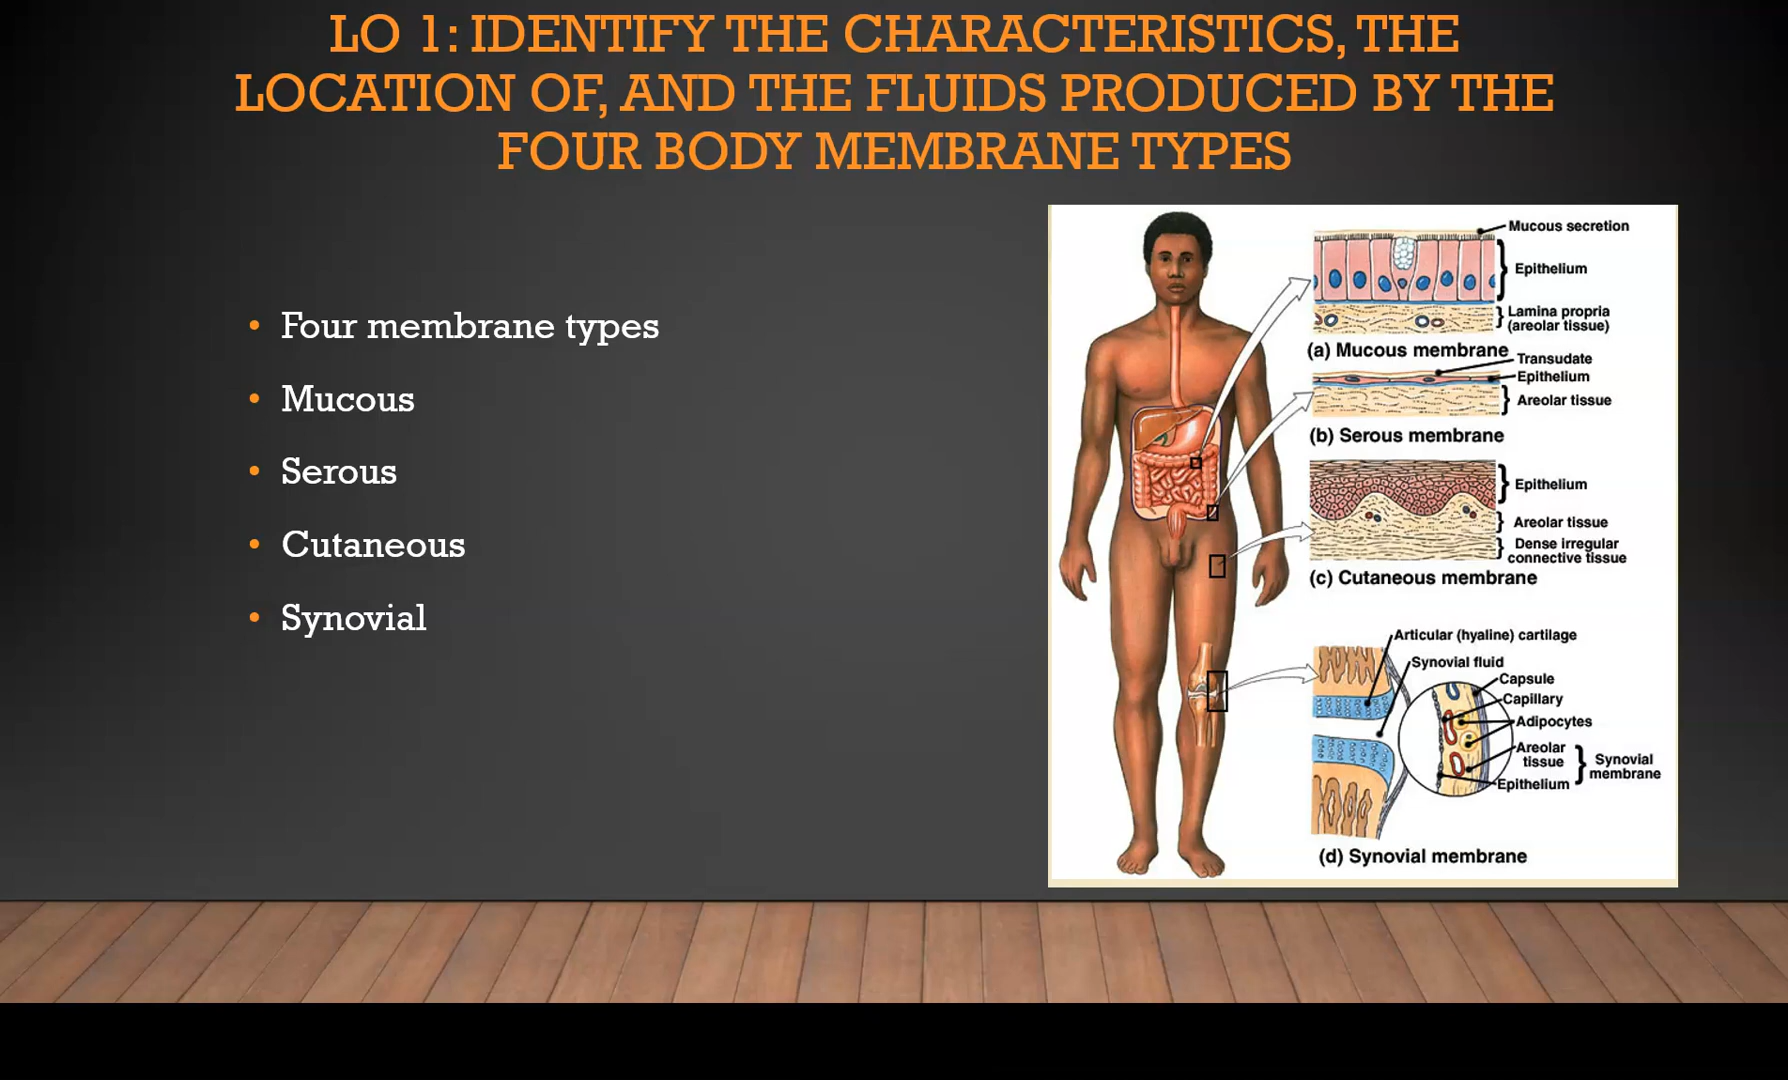 LO 1: IDENTIFY THE CHARACTERISTICS, THE
LOCATION OF, AND THE FLUIDS PRODUCED BY THE
FOUR BODY MEMBRANE TYPES
• Four membrane types
• Mucous
• Serous
• Cutaneous
• Synovial
Mucous secretion
Epithelium
Lamina propria
(areolar tissue)
(a) Mucous membrane
Transudate
Epithelium
Areolar tissue
(b) Serous membrane
Epithelium
Areolar tissue
Dense irregular
connective tissue
(c) Cutaneous membrane
Articular (hyaline) cartilage
Synovial fluid
Capsule
Capillary
Adipocytes
Areolar
tissue
Epithelium
Synovial
membrane
(d) Synovial membrane